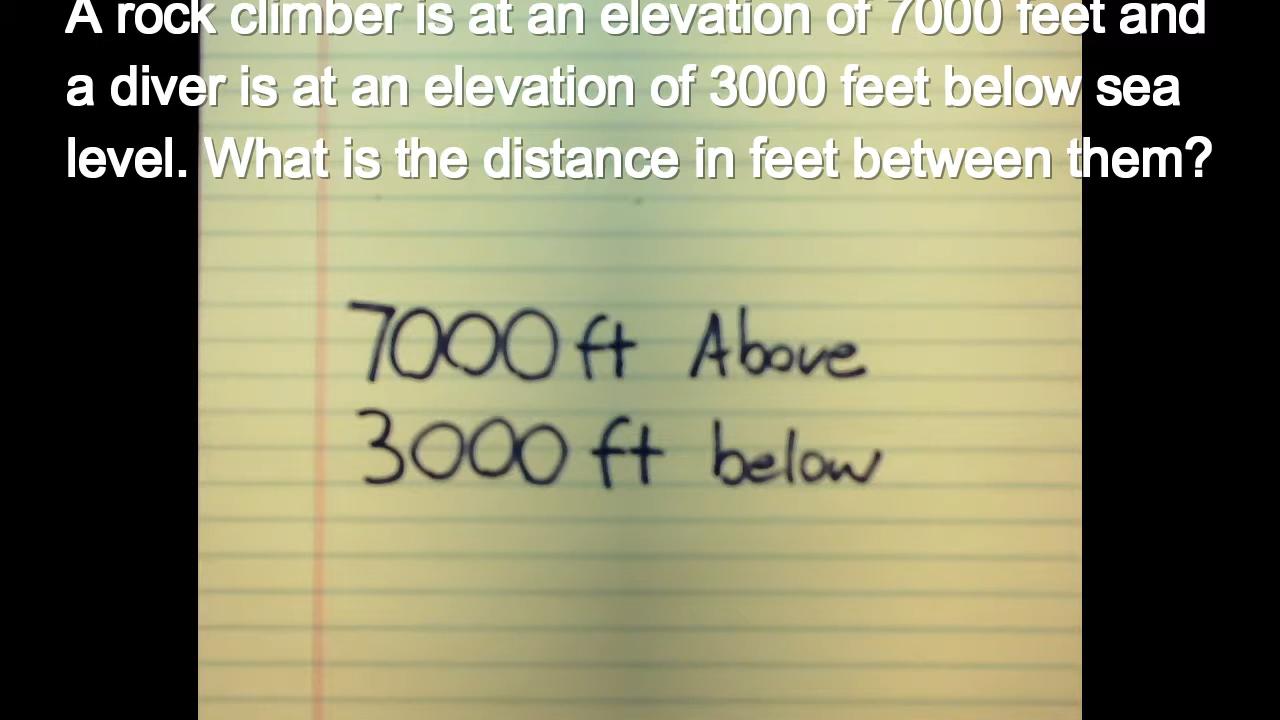 A rock climber is at an elevation of 7000 feet and
a diver is at an elevation of 3000 feet below sea
level. What is the distance in feet between them?
7000 ft Above
3000 ft below